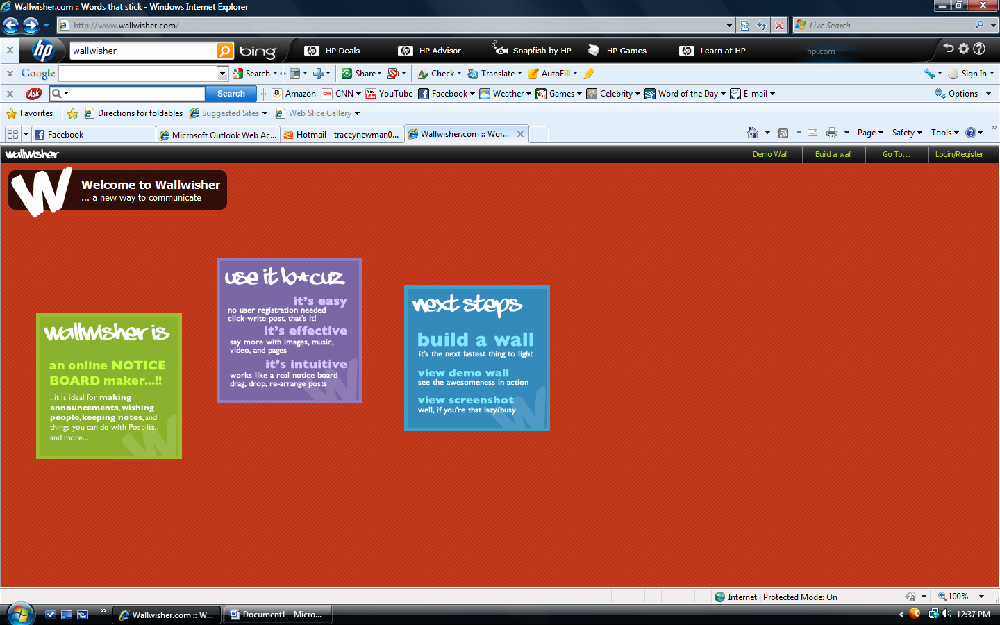 Wallwisher.com :: Words that stick - Windows Internet Explorer
http://www.wallwisher.com/
Live Search
hp wallwisher bing HP Deals HP Advisor Snapfish by HP HP Games Learn at HP hp.com
Google Search Share Check Translate AutoFill Sign In
Ask Search Amazon CNN YouTube Facebook Weather Games Celebrity Word of the Day E-mail Options
Favorites Directions for foldables Suggested Sites Web Slice Gallery
Facebook Microsoft Outlook Web Ac... Hotmail - traceynewman0... Wallwisher.com :: Wor... Page Safety Tools
wallwisher Demo Wall Build a wall Go To... Login/Register
W
Welcome to Wallwisher
... a new way to communicate
wallwisher is
an online NOTICE
BOARD maker...!!
..it is ideal for making
announcements, wishing
people, keeping notes, and
things you can do with Post-its..
and more...
use it b*cuz
it's easy
no user registration needed
click-write-post, that's it!
it's effective
say more with images, music,
video, and pages
it's intuitive
works like a real notice board
drag, drop, re-arrange posts
next steps
build a wall
it's the next fastest thing to light
view demo wall
see the awesomeness in action
view screenshot
well, if you're that lazy/busy
Internet | Protected Mode: On 100%
Wallwisher.com :: W... Document1 - Micro... 12:37 PM